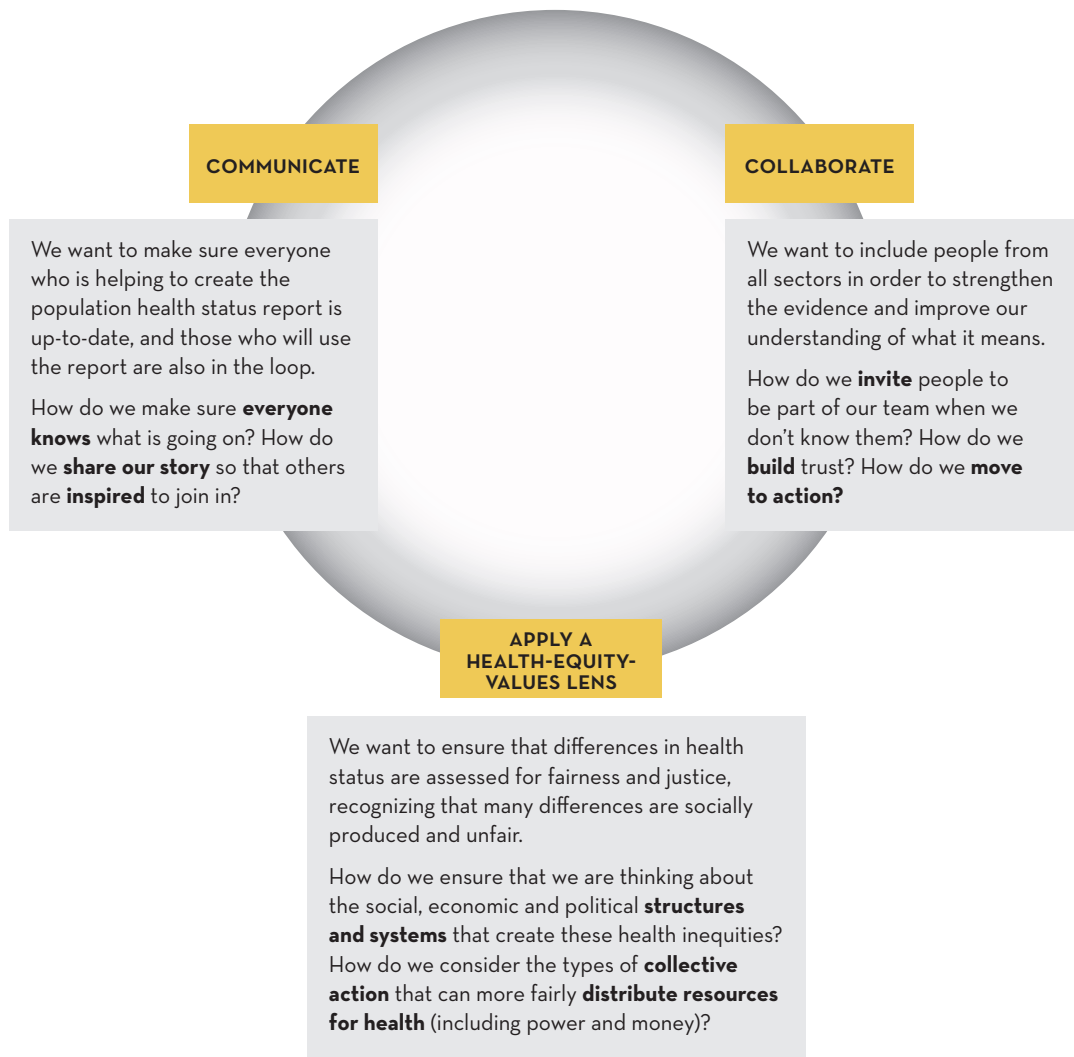 COMMUNICATE
We want to make sure everyone
who is helping to create the
population health status report is
up-to-date, and those who will use
the report are also in the loop.
How do we make sure everyone
knows what is going on? How do
we share our story so that others
are inspired to join in?
COLLABORATE
We want to include people from
all sectors in order to strengthen
the evidence and improve our
understanding of what it means.
How do we invite people to
be part of our team when we
don’t know them? How do we
build trust? How do we move
to action?
APPLY A
HEALTH-EQUITY-
VALUES LENS
We want to ensure that differences in health
status are assessed for fairness and justice,
recognizing that many differences are socially
produced and unfair.
How do we ensure that we are thinking about
the social, economic and political structures
and systems that create these health inequities?
How do we consider the types of collective
action that can more fairly distribute resources
for health (including power and money)?